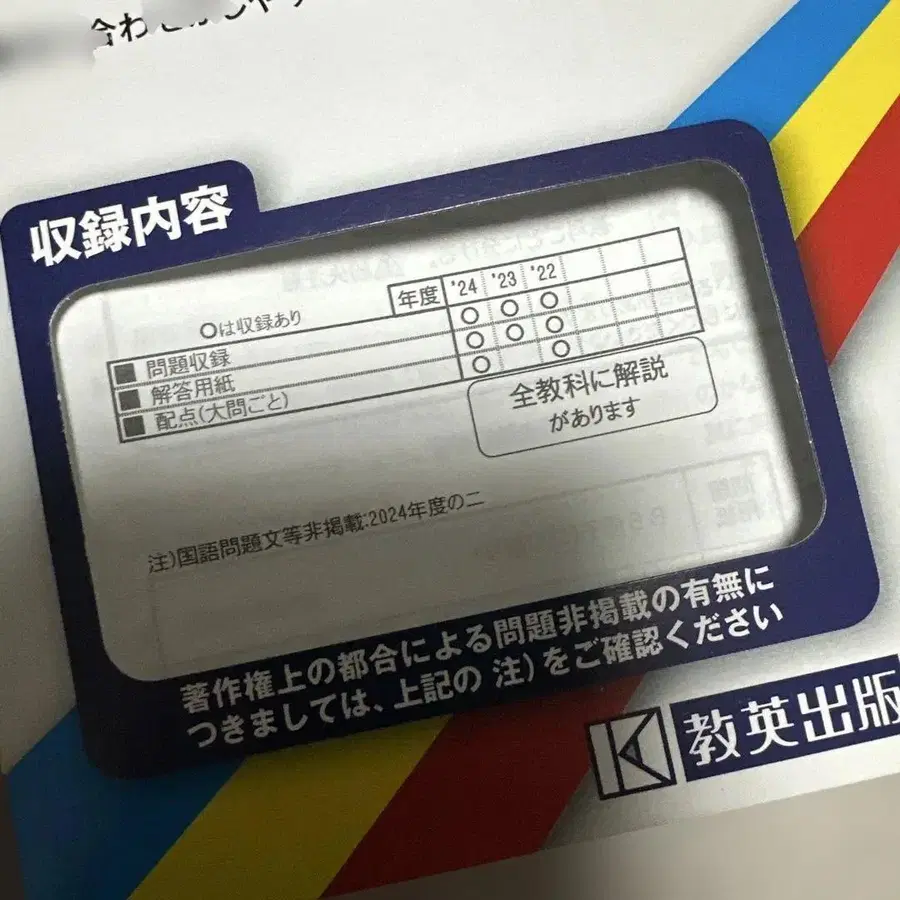 収録内容
○は収録あり
年度 '24 '23 '22
■ 問題収録 ○ ○ ○
■ 解答用紙 ○ ○ ○
■ 配点(大問ごと) ○ ○
全教科に解説
があります
注)国語問題文等非掲載:2024年度の二
著作権上の都合による問題非掲載の有無に
つきましては、上記の 注)をご確認ください
教英出版